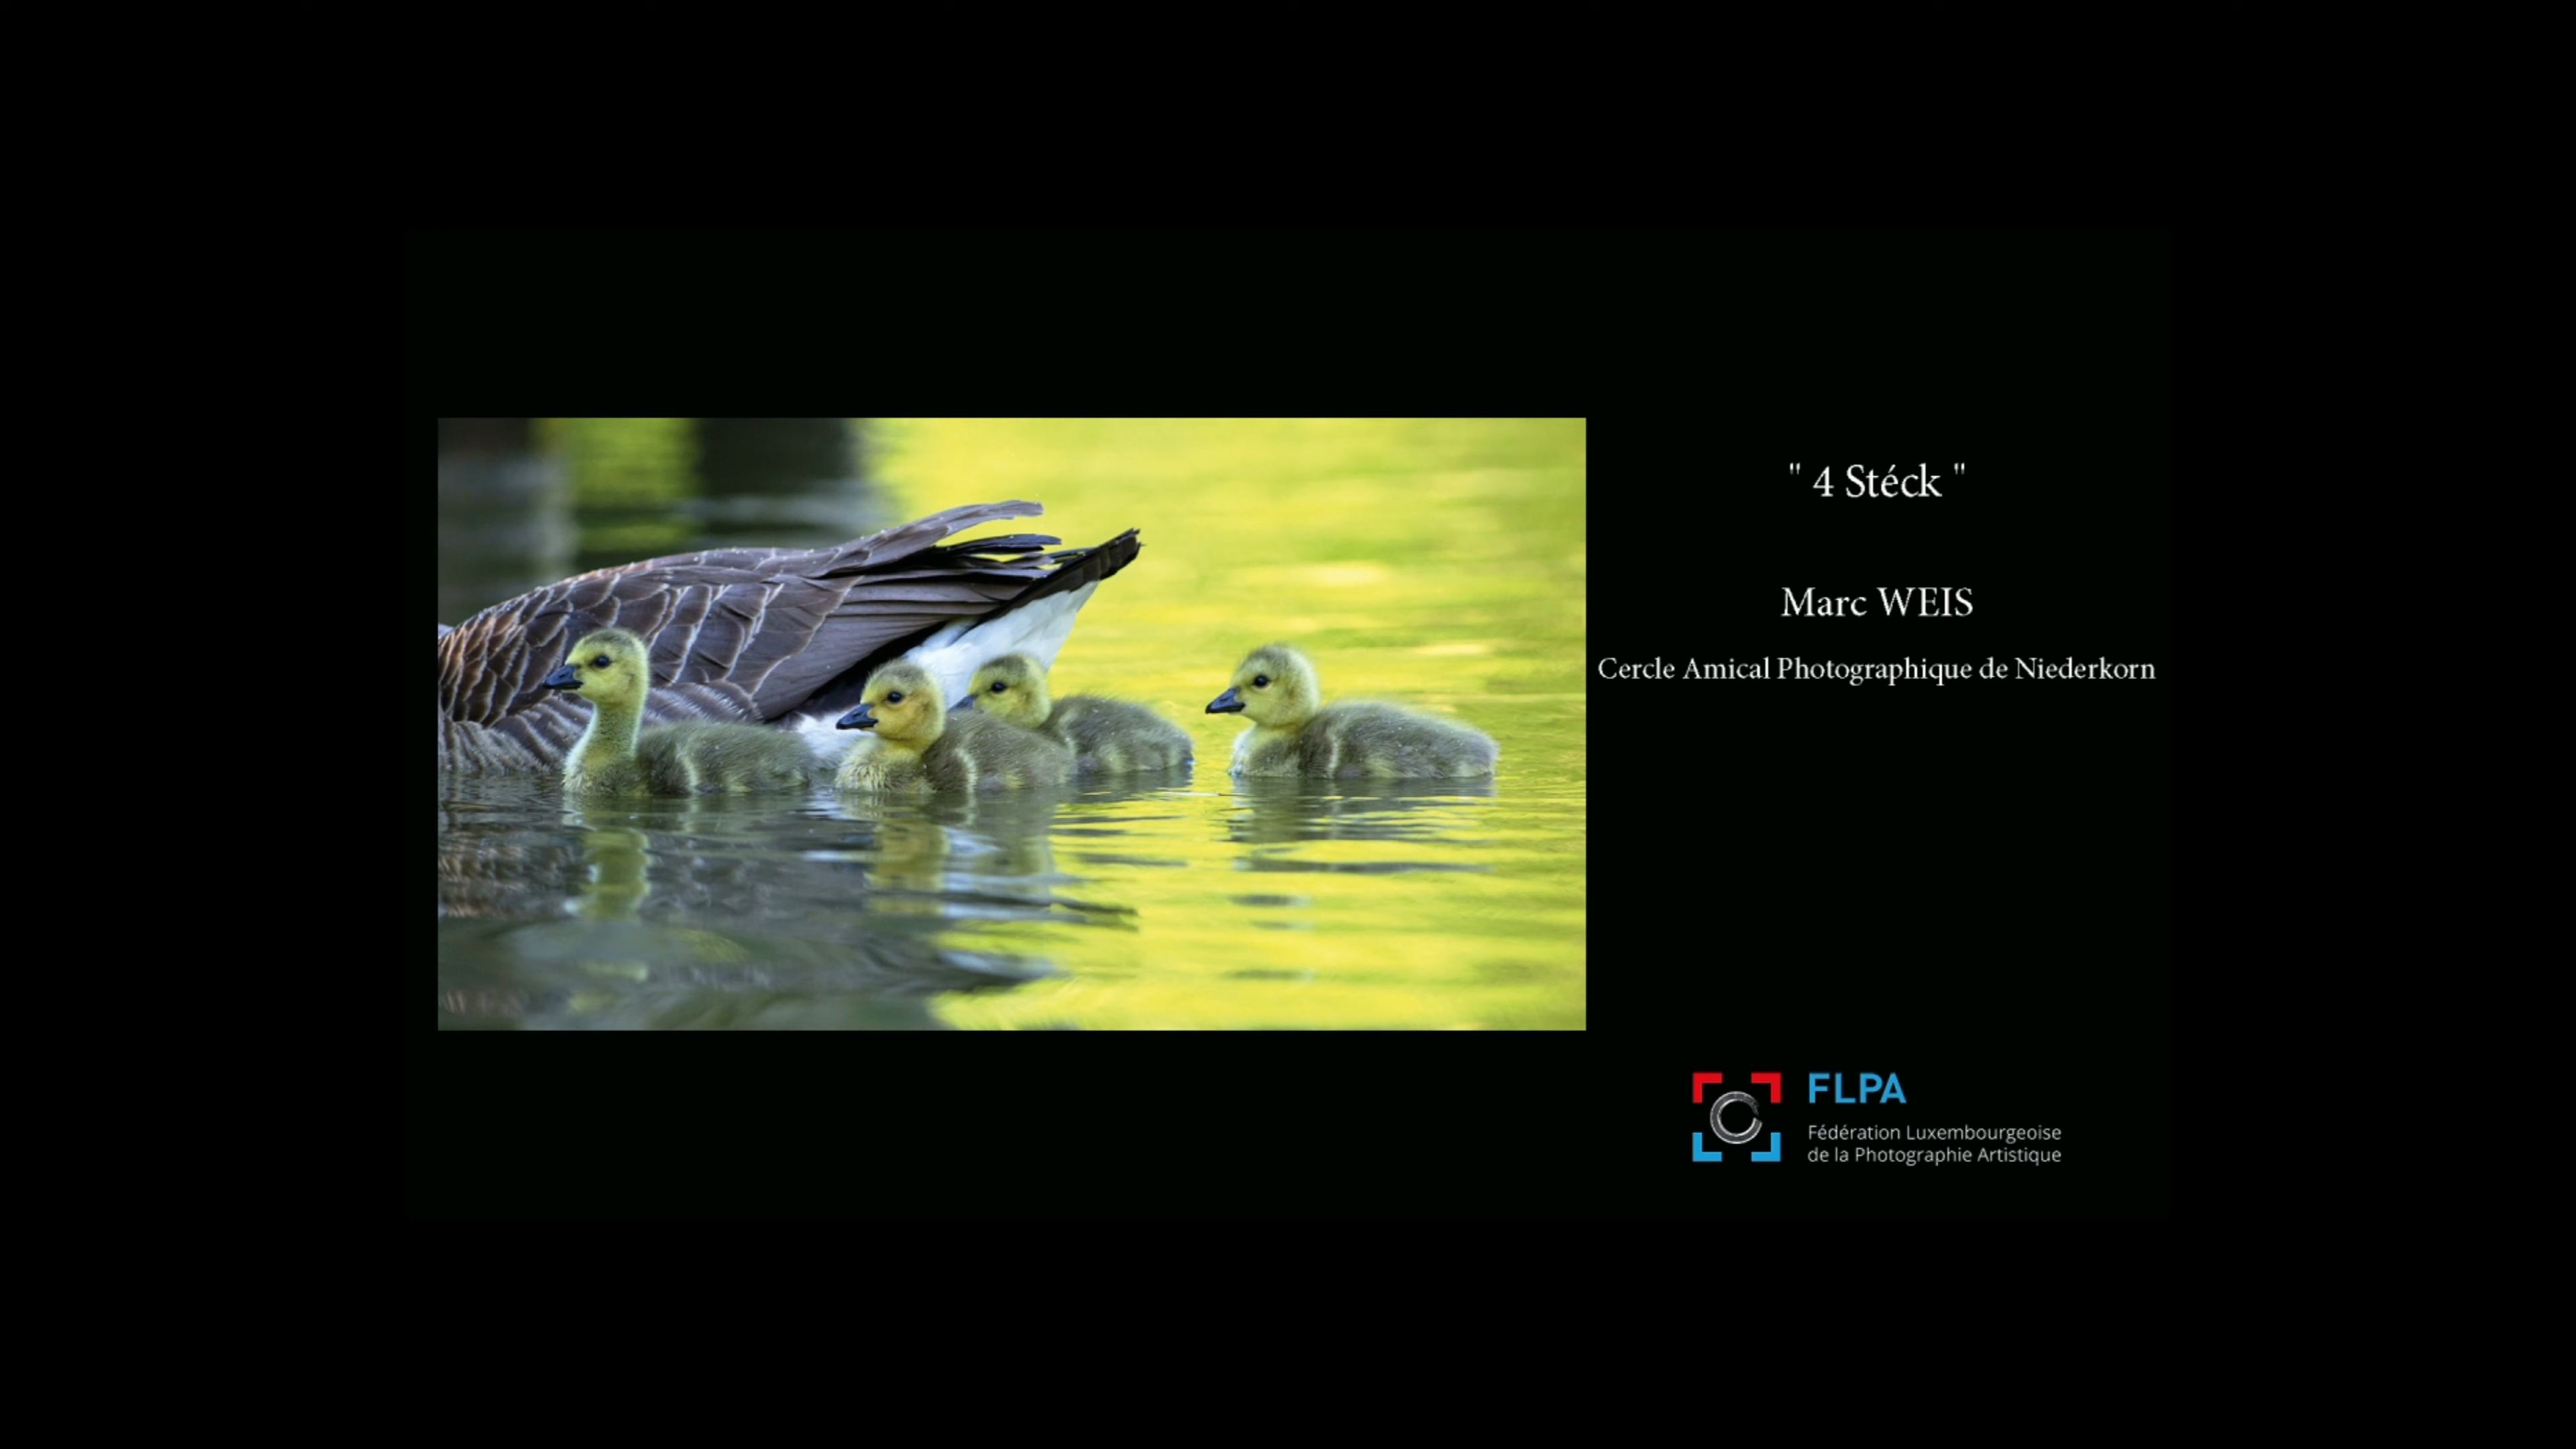 " 4 Stéck "
Marc WEIS
Cercle Amical Photographique de Niederkorn
FLPA
Fédération Luxembourgeoise
de la Photographie Artistique